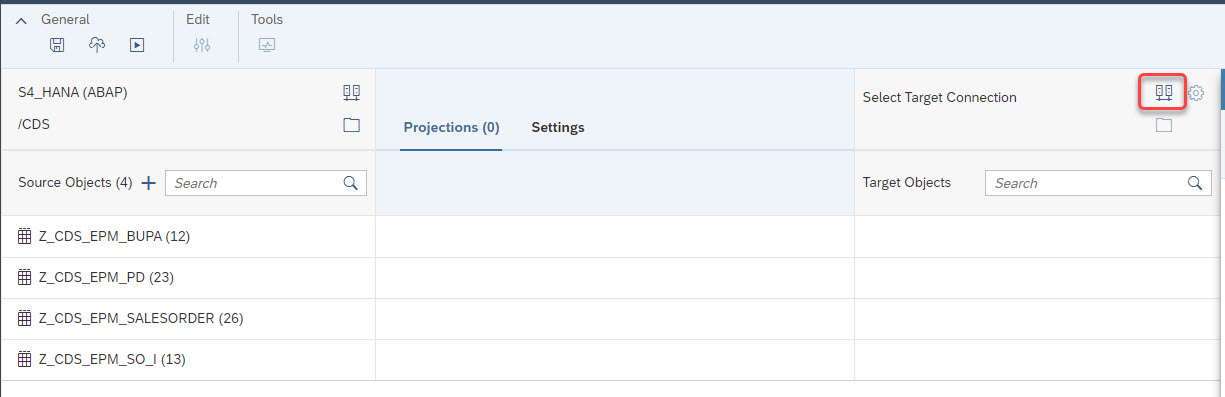 General
Edit
Tools
S4_HANA (ABAP)
/CDS
Projections (0)
Settings
Select Target Connection
Source Objects (4)
Search
Target Objects
Search
Z_CDS_EPM_BUPA (12)
Z_CDS_EPM_PD (23)
Z_CDS_EPM_SALESORDER (26)
Z_CDS_EPM_SO_I (13)